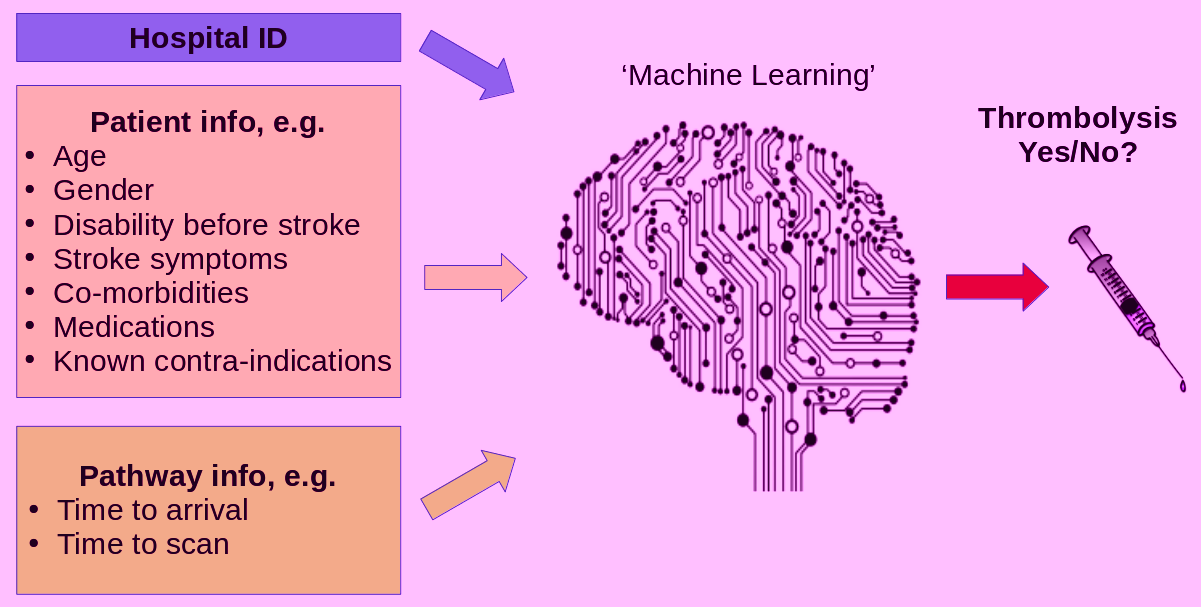 Hospital ID
Patient info, e.g.
• Age
• Gender
• Disability before stroke
• Stroke symptoms
• Co-morbidities
• Medications
• Known contra-indications
Pathway info, e.g.
• Time to arrival
• Time to scan
‘Machine Learning’
Thrombolysis
Yes/No?